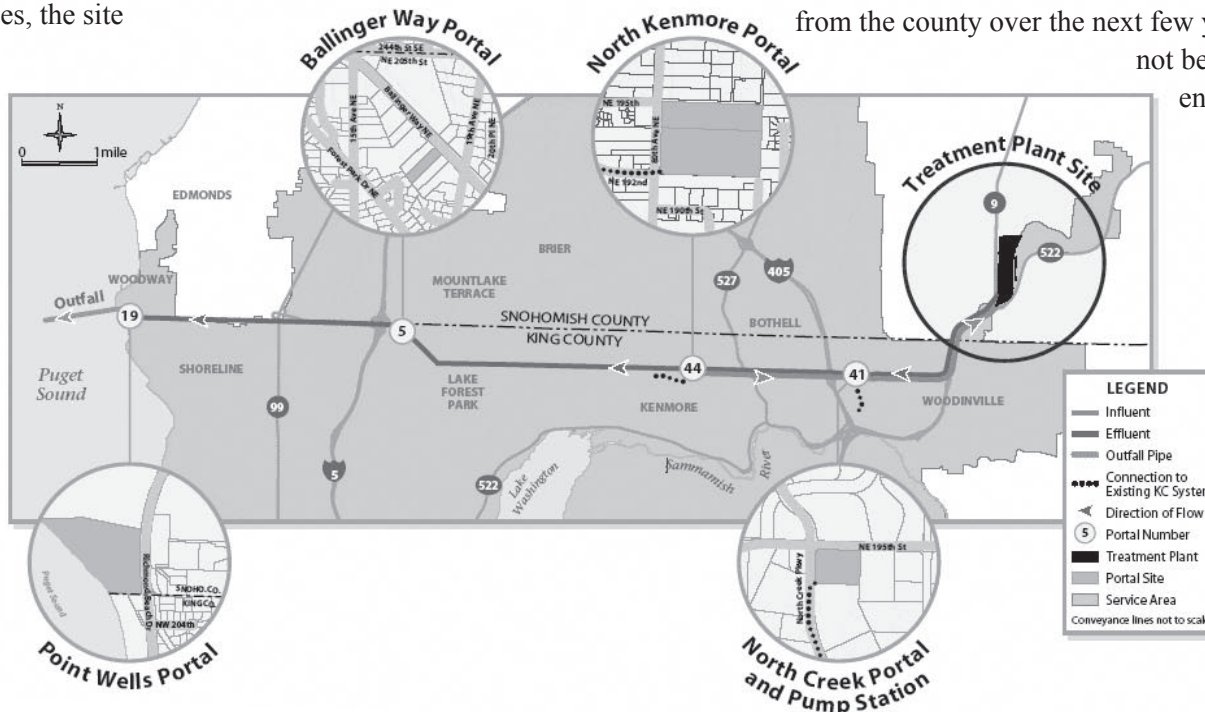 es, the site
from the county over the next few y
not be
en
Ballinger Way Portal
244th St SE
NE 205th St
15th Ave NE
Ballinger Way NE
19th Ave NE
20th Pl NE
Forest Park Dr NE
North Kenmore Portal
NE 195th
80th Ave NE
NE 192nd
NE 190th St
Treatment Plant Site
9
522
N
0 1mile
EDMONDS
WOODWAY
Outfall
19
Puget
Sound
SHORELINE
99
5
5
MOUNTLAKE
TERRACE
BRIER
SNOHOMISH COUNTY
KING COUNTY
LAKE
FOREST
PARK
522
Lake
Washington
44
KENMORE
Sammamish
River
527
405
BOTHELL
41
WOODINVILLE
LEGEND
Influent
Effluent
Outfall Pipe
Connection to
Existing KC System
Direction of Flow
5 Portal Number
Treatment Plant
Portal Site
Service Area
Conveyance lines not to scale
Puget Sound
Richmond Beach Dr
SNOHO.CO.
KING CO.
NW 204th
Point Wells Portal
NE 195th St
North Creek Pkwy
North Creek Portal
and Pump Station